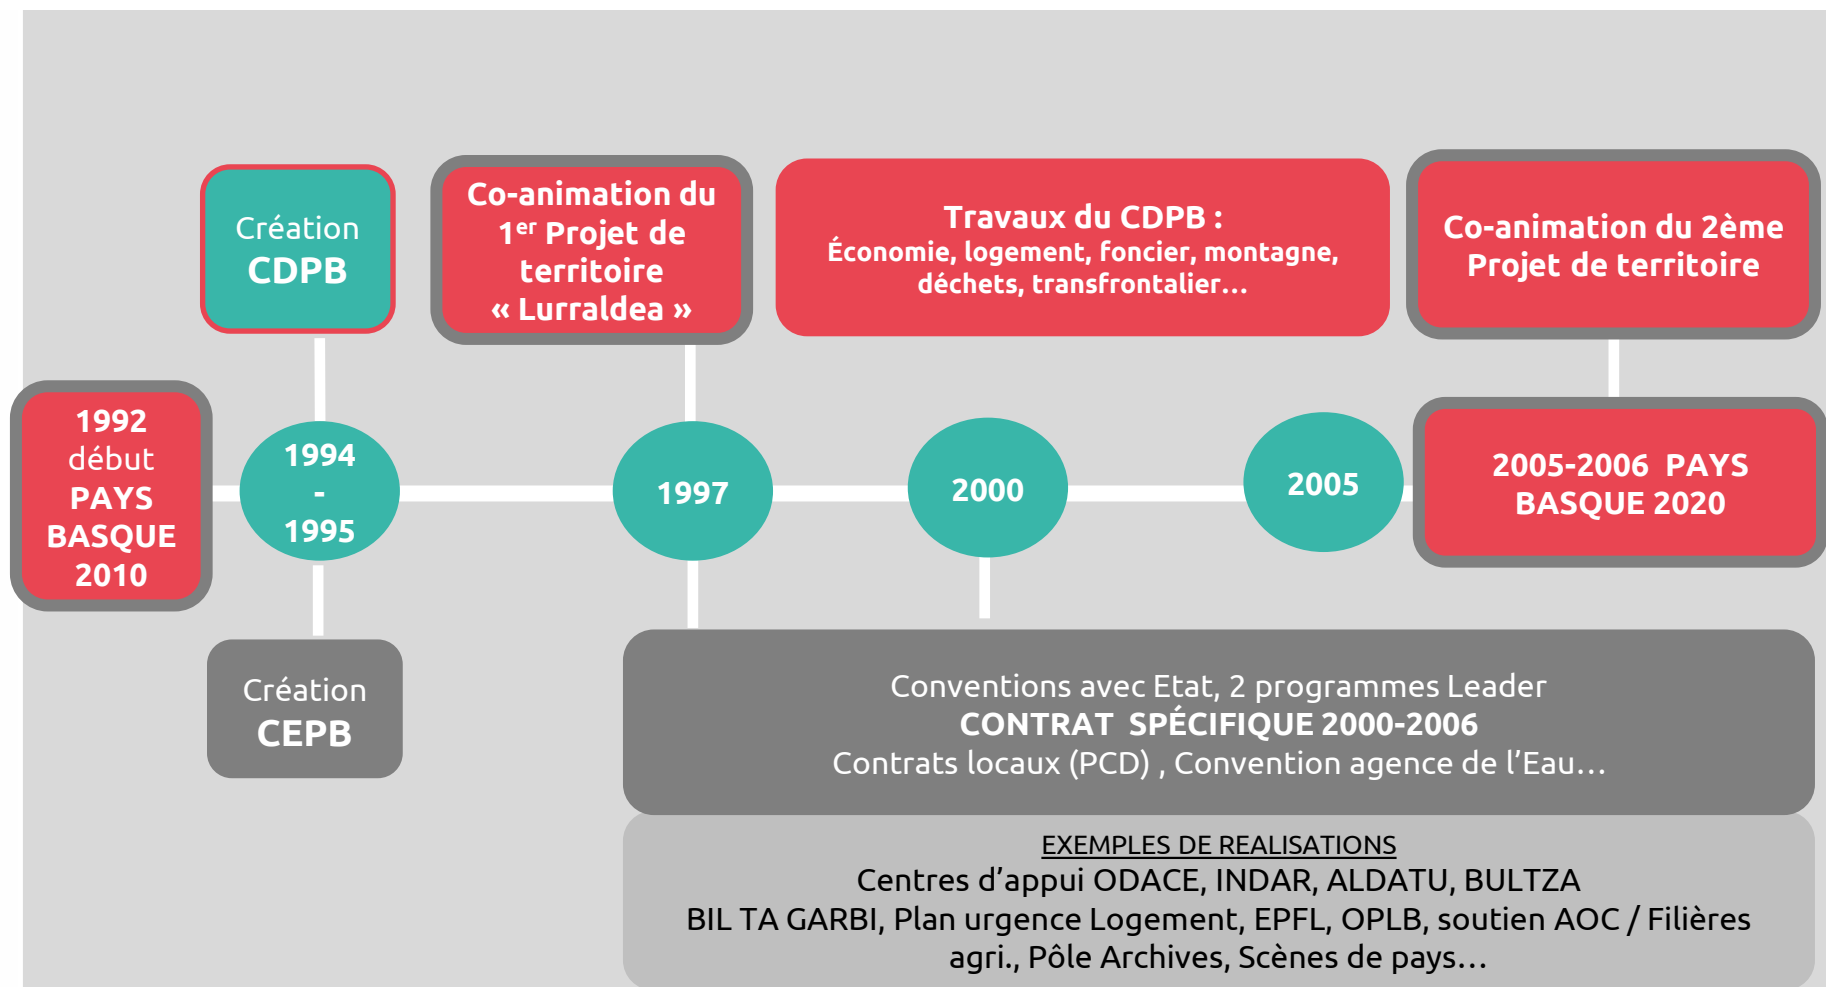 Création
CDPB
Co-animation du
1er Projet de
territoire
« Lurraldea »
Travaux du CDPB :
Économie, logement, foncier, montagne,
déchets, transfrontalier…
Co-animation du 2ème
Projet de territoire
1992
début
PAYS
BASQUE
2010
1994
-
1995
1997
2000
2005
2005-2006 PAYS
BASQUE 2020
Création
CEPB
Conventions avec Etat, 2 programmes Leader
CONTRAT SPÉCIFIQUE 2000-2006
Contrats locaux (PCD) , Convention agence de l’Eau…
EXEMPLES DE REALISATIONS
Centres d’appui ODACE, INDAR, ALDATU, BULTZA
BIL TA GARBI, Plan urgence Logement, EPFL, OPLB, soutien AOC / Filières
agri., Pôle Archives, Scènes de pays…